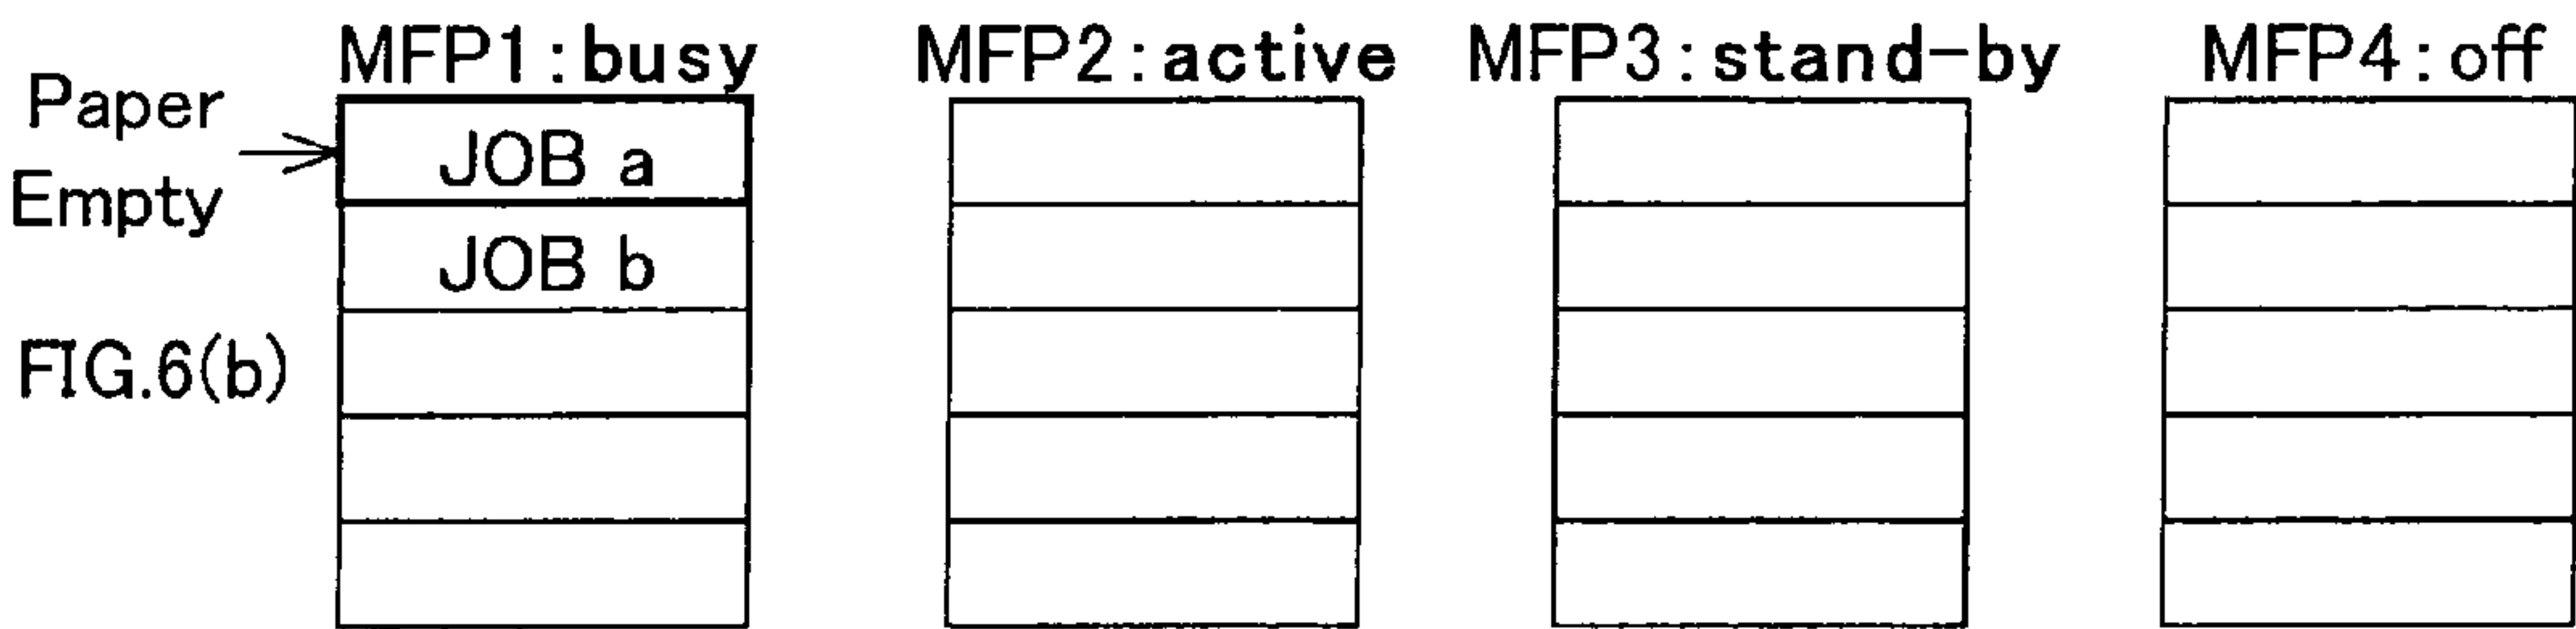 MFP1:busy
MFP2:active
MFP3:stand-by
MFP4:off
Paper
Empty
JOB a
JOB b
FIG.6(b)